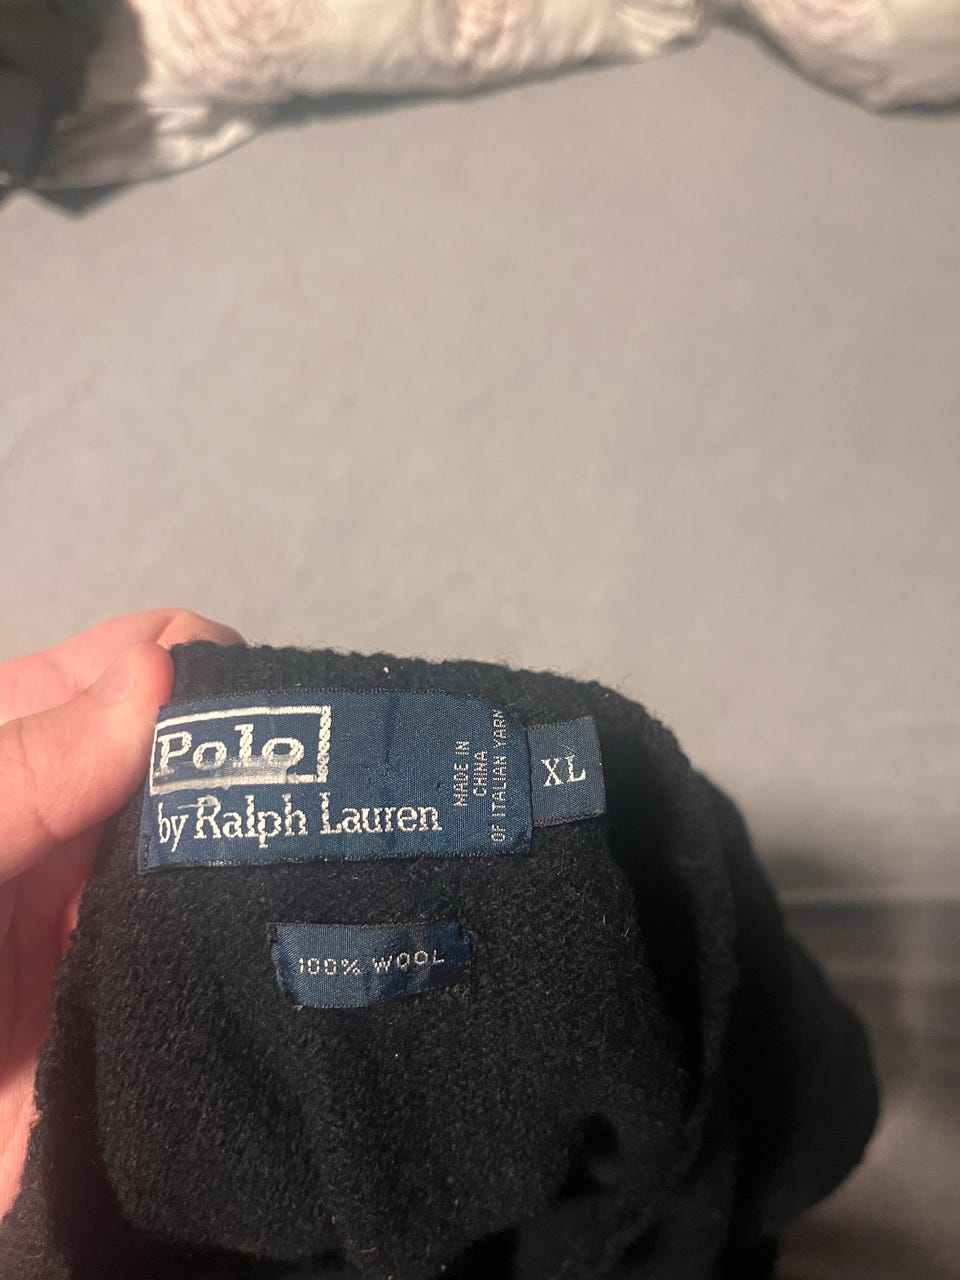 Polo
by Ralph Lauren
MADE IN
CHINA
OF ITALIAN YARN
XL
100% WOOL